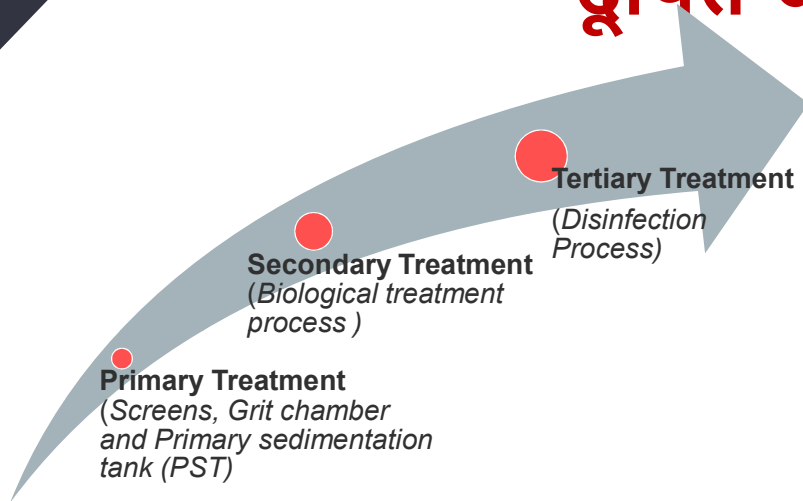 Tertiary Treatment
(Disinfection
Process)
Secondary Treatment
(Biological treatment
process )
Primary Treatment
(Screens, Grit chamber
and Primary sedimentation
tank (PST)